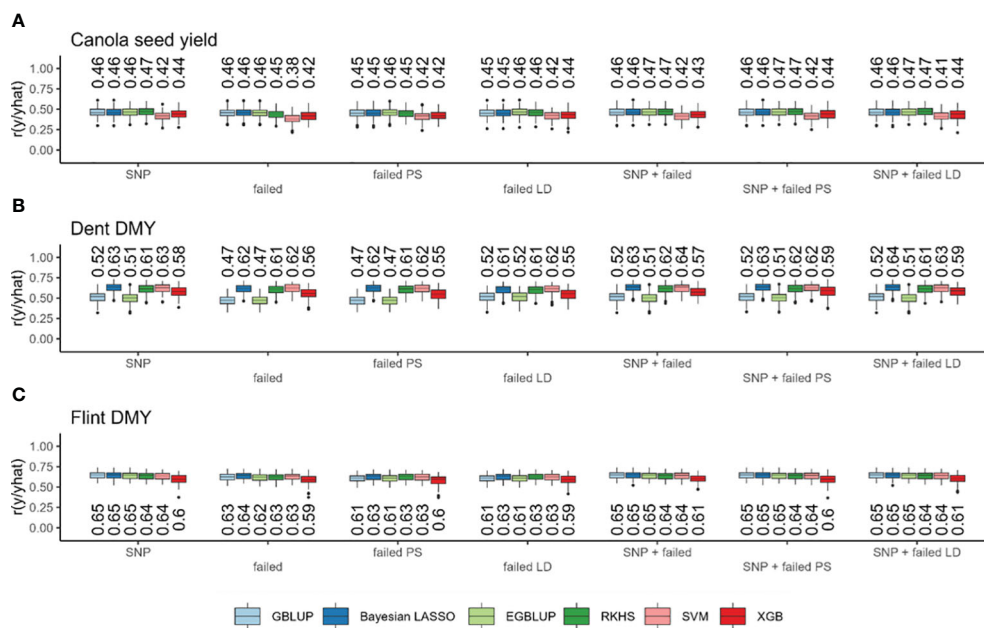 A
Canola seed yield
0.46 0.46 0.46 0.47 0.42 0.44 0.46 0.46 0.46 0.45 0.38 0.42 0.45 0.45 0.46 0.45 0.42 0.42 0.45 0.45 0.46 0.46 0.42 0.44 0.46 0.46 0.47 0.47 0.42 0.43 0.46 0.46 0.47 0.47 0.42 0.44 0.46 0.46 0.47 0.47 0.41 0.44
r(y/yhat)
1.00
0.75
0.50
0.25
0.00
SNP failed failed PS failed LD SNP + failed SNP + failed PS SNP + failed LD
B
Dent DMY
0.52 0.63 0.51 0.61 0.63 0.58 0.47 0.62 0.47 0.61 0.62 0.56 0.47 0.62 0.47 0.61 0.62 0.55 0.52 0.61 0.52 0.61 0.62 0.55 0.52 0.63 0.51 0.62 0.64 0.57 0.52 0.63 0.51 0.62 0.62 0.59 0.52 0.64 0.51 0.62 0.63 0.59
r(y/yhat)
1.00
0.75
0.50
0.25
0.00
SNP failed failed PS failed LD SNP + failed SNP + failed PS SNP + failed LD
C
Flint DMY
r(y/yhat)
1.00
0.75
0.50
0.25
0.00
0.65 0.65 0.65 0.64 0.64 0.6 0.63 0.64 0.62 0.63 0.63 0.59 0.61 0.63 0.61 0.63 0.63 0.6 0.61 0.63 0.61 0.63 0.63 0.59 0.65 0.65 0.65 0.64 0.64 0.61 0.65 0.65 0.65 0.64 0.64 0.6 0.65 0.65 0.65 0.64 0.64 0.61
SNP failed failed PS failed LD SNP + failed SNP + failed PS SNP + failed LD
GBLUP Bayesian LASSO EGBLUP RKHS SVM XGB